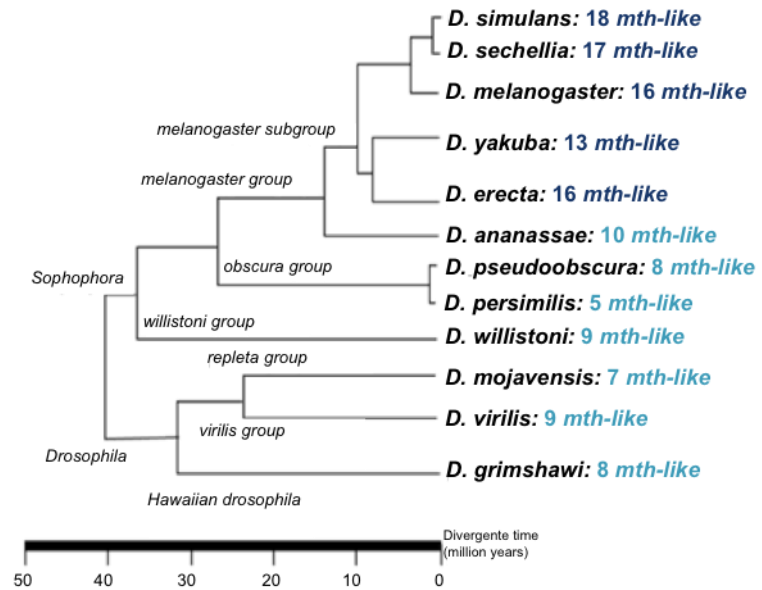 D. simulans: 18 mth-like
D. sechellia: 17 mth-like
D. melanogaster: 16 mth-like
melanogaster subgroup
D. yakuba: 13 mth-like
melanogaster group
D. erecta: 16 mth-like
D. ananassae: 10 mth-like
obscura group
D. pseudoobscura: 8 mth-like
Sophophora
D. persimilis: 5 mth-like
willistoni group
D. willistoni: 9 mth-like
repleta group
D. mojavensis: 7 mth-like
D. virilis: 9 mth-like
virilis group
Drosophila
D. grimshawi: 8 mth-like
Hawaiian drosophila
Divergente time
(million years)
50 40 30 20 10 0